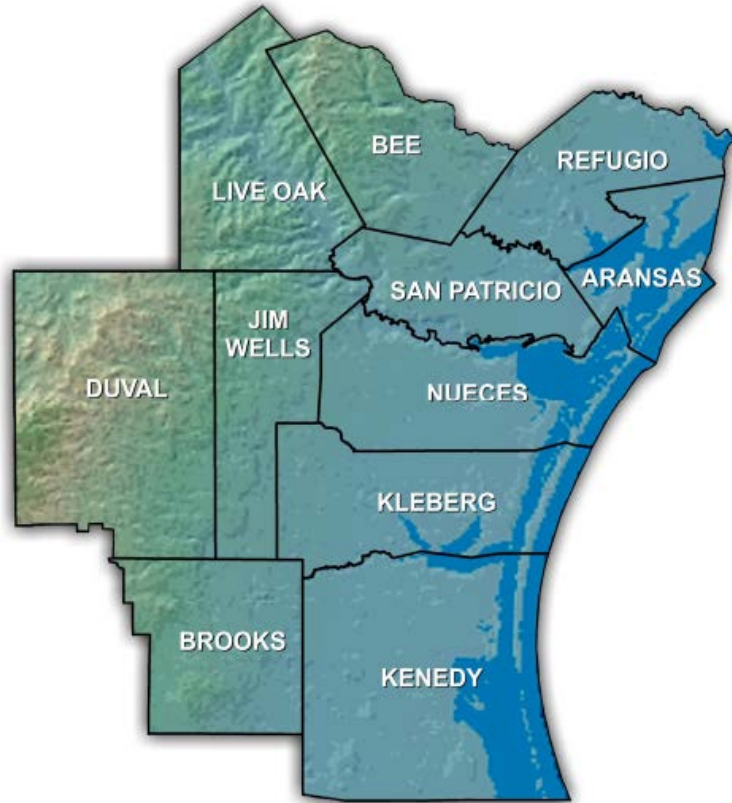 BEE
REFUGIO
LIVE OAK
ARANSAS
SAN PATRICIO
JIM
WELLS
DUVAL
NUECES
KLEBERG
BROOKS
KENEDY